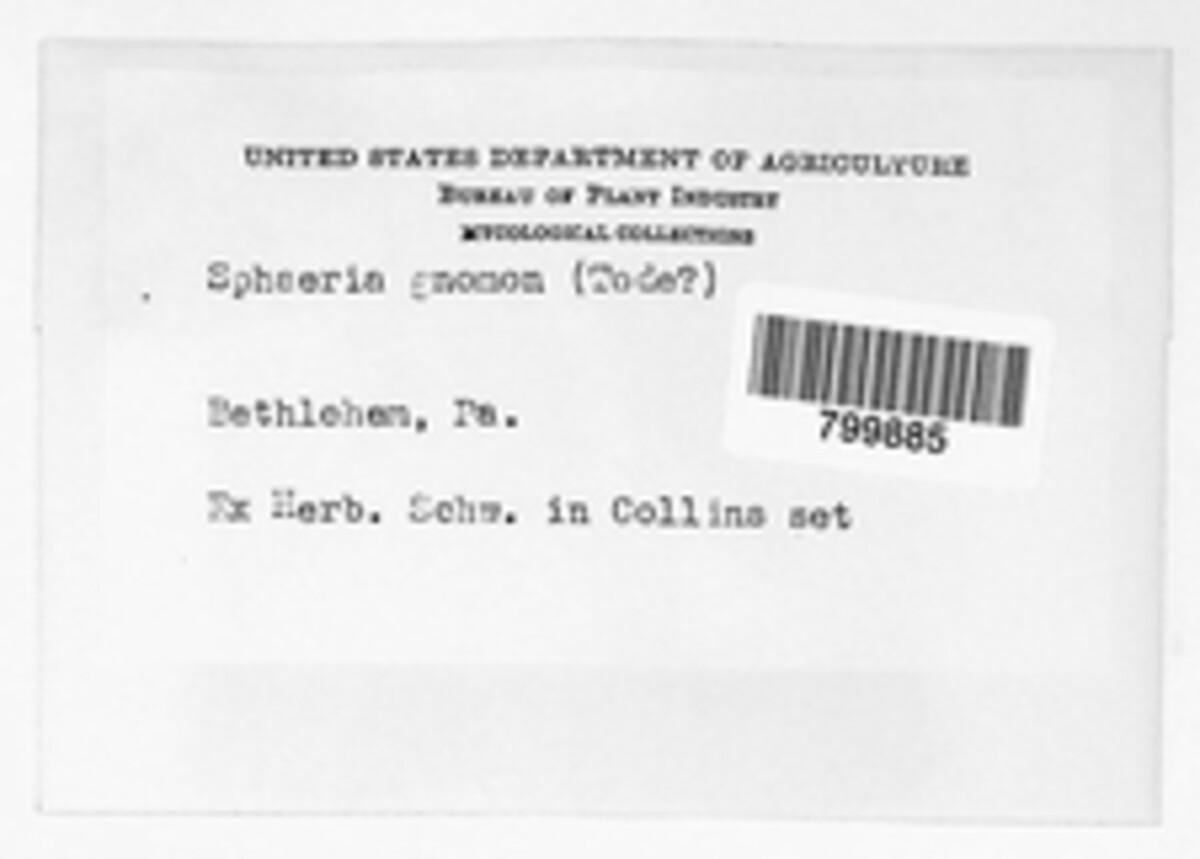 UNITED STATES DEPARTMENT OF AGRICULTURE
BUREAU OF PLANT INDUSTRY
MYCOLOGICAL COLLECTIONS
Sphaeria gnomon (Tode?)
799885
Bethlehem, Pa.
Ex Herb. Schw. in Collins set